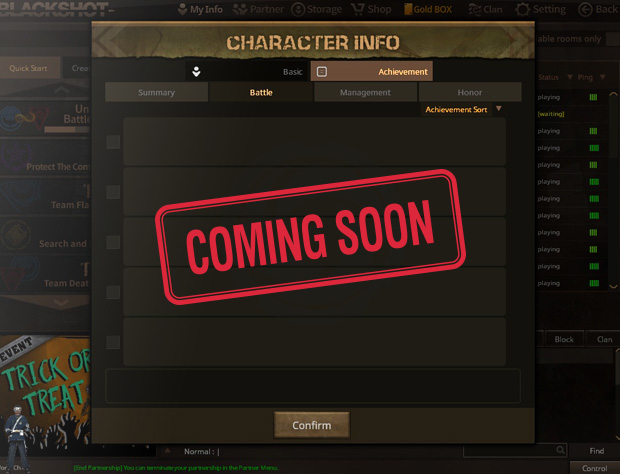 BLACKSHOT
My Info Partner Storage Shop Gold BOX Clan Setting Back
CHARACTER INFO
able rooms only
Quick Start Crea
Basic Achievement
Status Ping
Summary Battle Management Honor
playing
Achievement Sort
[waiting]
playing
playing
Protect The Com
playing
playing
Team Fla
playing
COMING SOON
playing
Search and
playing
playing
Team Deat
playing
EVENT
TRICK OR
TREAT
Block Clan
Confirm
Normal : |
Find
[End Partnership] You can terminate your partnership in the Partner Menu.
Control